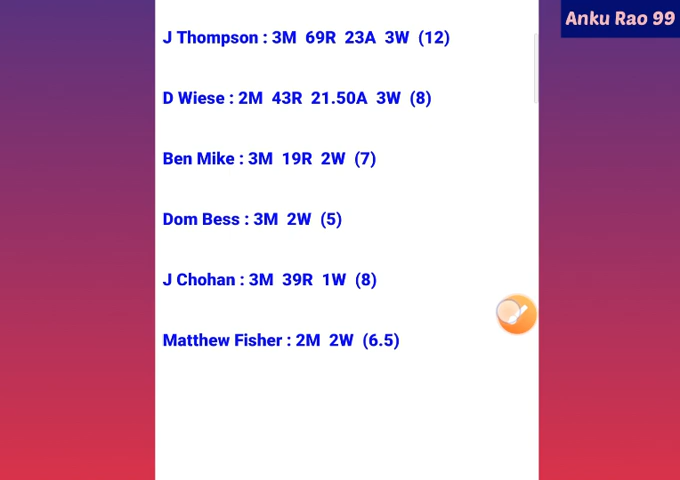 Anku Rao 99
J Thompson : 3M 69R 23A 3W (12)
D Wiese : 2M 43R 21.50A 3W (8)
Ben Mike : 3M 19R 2W (7)
Dom Bess : 3M 2W (5)
J Chohan : 3M 39R 1W (8)
Matthew Fisher : 2M 2W (6.5)